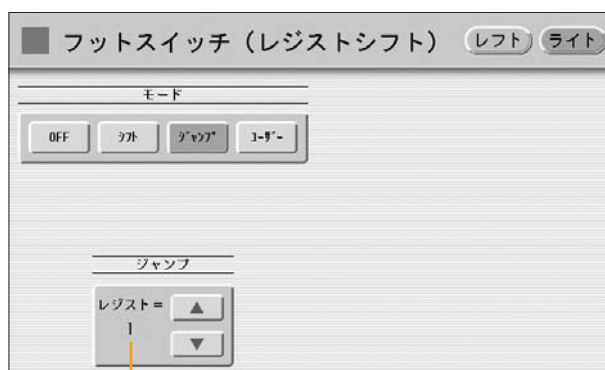 フットスイッチ（レジストシフト） レフト ライト
モード
OFF ｼﾌﾄ ｼﾞｬﾝﾌﾟ ﾕｰｻﾞｰ
ジャンプ
レジスト=
1